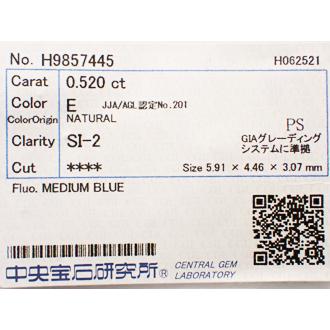 No. H9857445 H062521
Carat 0.520 ct
Color E JJA/AGL認定No.201
ColorOrigin NATURAL PS
Clarity SI-2 GIAグレーディング
システムに準拠
Cut **** Size 5.91 × 4.46 × 3.07 mm
Fluo. MEDIUM BLUE
中央宝石研究所® CENTRAL GEM
LABORATORY